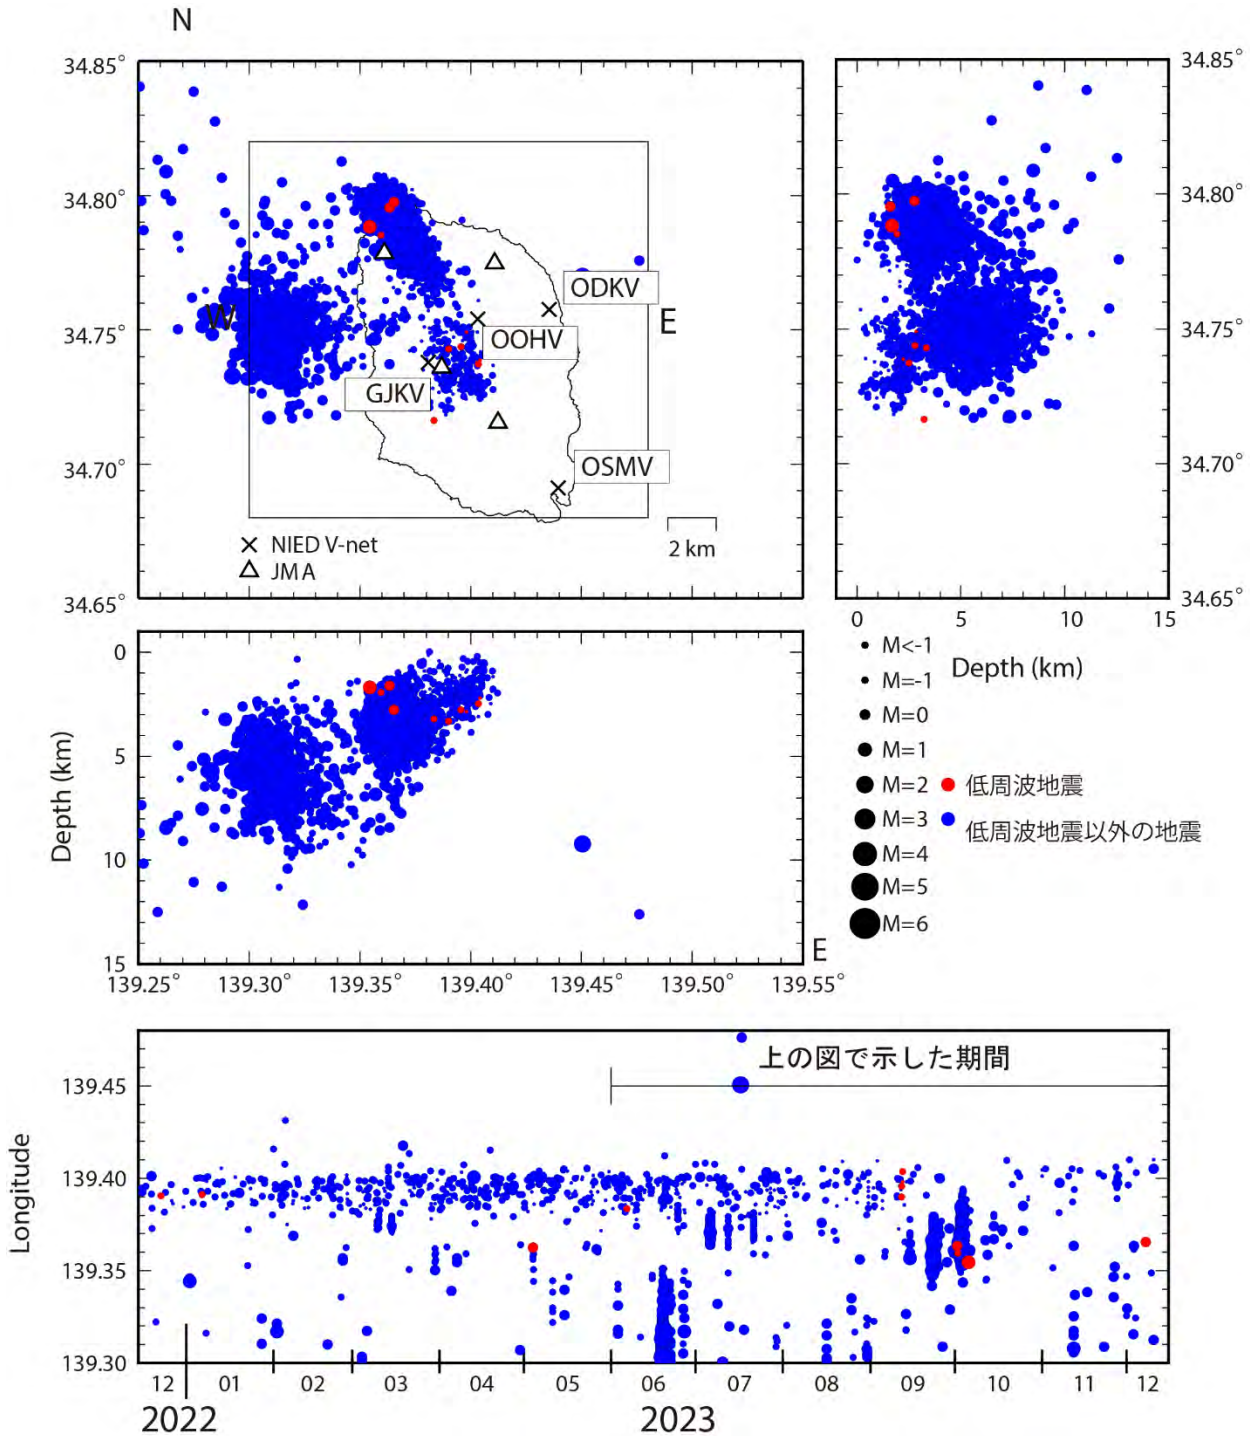 N
34.85°
34.80°
34.75°
34.70°
34.65°
W
E
ODKV
OOHV
GJKV
OSMV
NIED V-net
JMA
2 km
34.85°
34.80°
34.75°
34.70°
34.65°
0 5 10 15
Depth (km)
M<-1
M=-1
M=0
M=1
M=2
M=3
M=4
M=5
M=6
低周波地震
低周波地震以外の地震
Depth (km)
0
5
10
15
E
139.25° 139.30° 139.35° 139.40° 139.45° 139.50° 139.55°
上の図で示した期間
Longitude
139.45
139.40
139.35
139.30
12 01 02 03 04 05 06 07 08 09 10 11 12
2022 2023